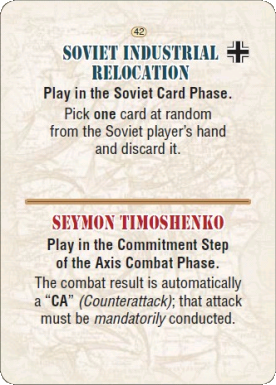 42
SOVIET INDUSTRIAL
RELOCATION
Play in the Soviet Card Phase.
Pick one card at random
from the Soviet player's hand
and discard it.
SEYMON TIMOSHENKO
Play in the Commitment Step
of the Axis Combat Phase.
The combat result is automatically
a “CA” (Counterattack); that attack
must be mandatorily conducted.